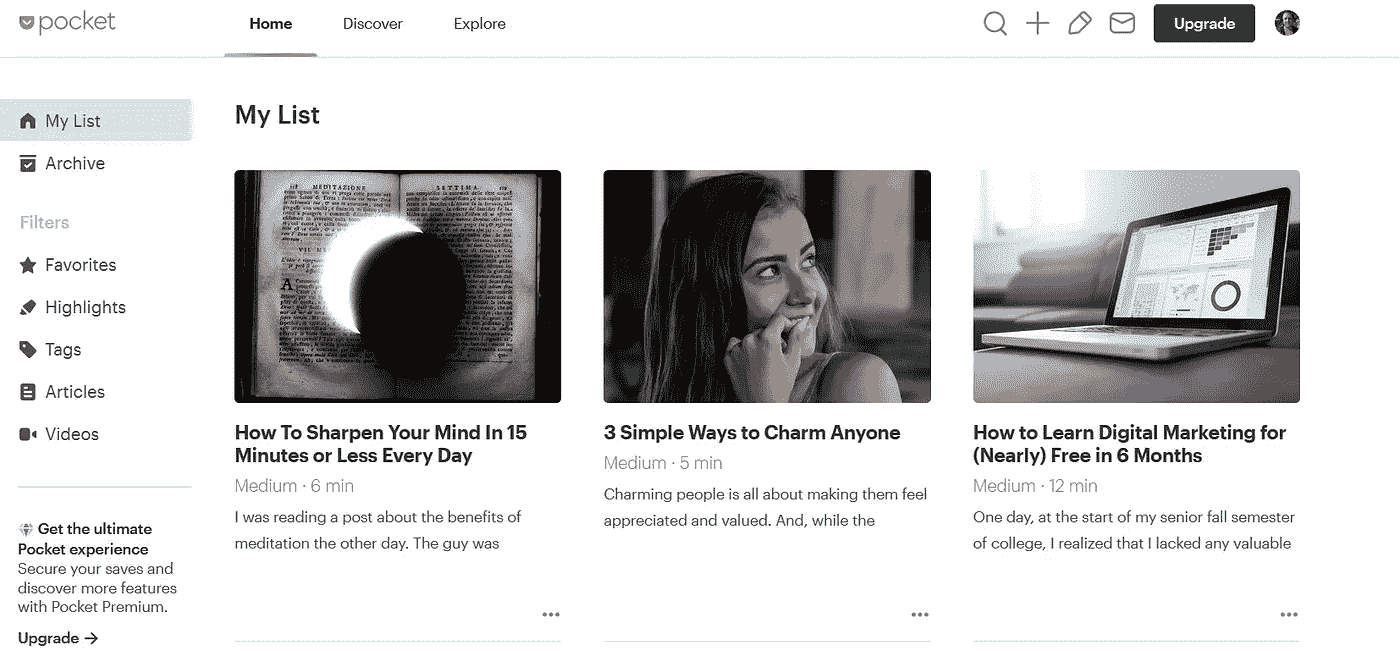 pocket
Home
Discover
Explore
Upgrade
My List
Archive
Filters
Favorites
Highlights
Tags
Articles
Videos
Get the ultimate
Pocket experience
Secure your saves and
discover more features
with Pocket Premium.
Upgrade →
My List
MEDITAZIONE
SETTIMA.
How To Sharpen Your Mind In 15
Minutes or Less Every Day
Medium · 6 min
I was reading a post about the benefits of
meditation the other day. The guy was
3 Simple Ways to Charm Anyone
Medium · 5 min
Charming people is all about making them feel
appreciated and valued. And, while the
How to Learn Digital Marketing for
(Nearly) Free in 6 Months
Medium · 12 min
One day, at the start of my senior fall semester
of college, I realized that I lacked any valuable